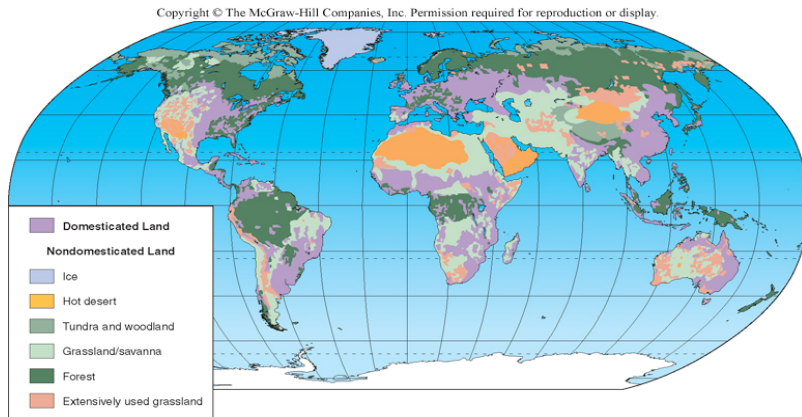 Copyright © The McGraw-Hill Companies, Inc. Permission required for reproduction or display.
Domesticated Land
Nondomesticated Land
Ice
Hot desert
Tundra and woodland
Grassland/savanna
Forest
Extensively used grassland